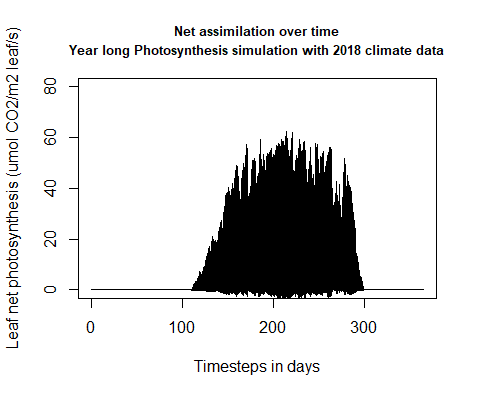 Net assimilation over time
Year long Photosynthesis simulation with 2018 climate data
Leaf net photosynthesis (umol CO2/m2 leaf/s)
80
60
40
20
0
0 100 200 300
Timesteps in days